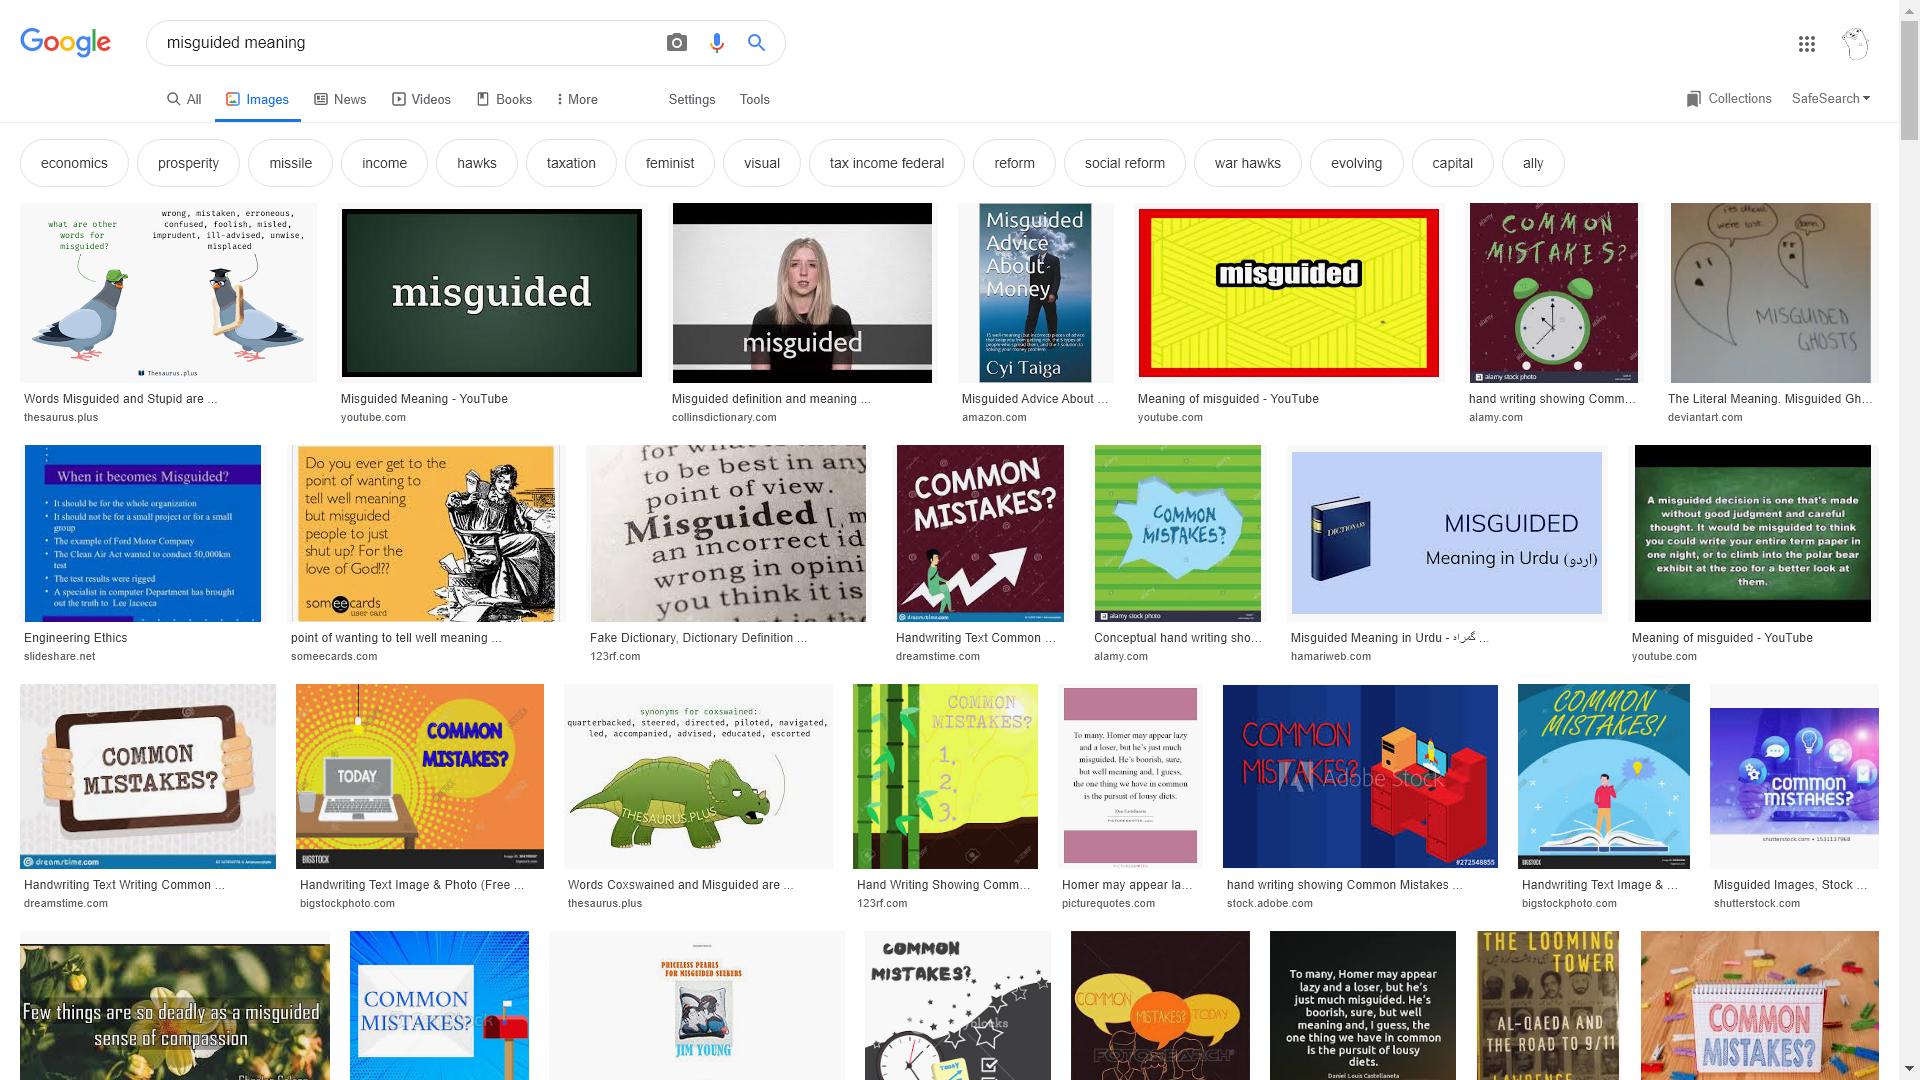 Google
misguided meaning
All
Images
News
Videos
Books
More
Settings
Tools
Collections
SafeSearch
economics
prosperity
missile
income
hawks
taxation
feminist
visual
tax income federal
reform
social reform
war hawks
evolving
capital
ally
what are other
words for
misguided?
wrong, mistaken, erroneous,
confused, foolish, misled,
imprudent, ill-advised, unwise,
misplaced
Thesaurus.plus
misguided
misguided
Misguided
Advice
About
Money
Cyi Taiga
misguided
COMMON
MISTAKES?
alamy stock photo
we're lost.
MISGUIDED
GHOSTS
Words Misguided and Stupid are ...
thesaurus.plus
Misguided Meaning - YouTube
youtube.com
Misguided definition and meaning ...
collinsdictionary.com
Misguided Advice About ...
amazon.com
Meaning of misguided - YouTube
youtube.com
hand writing showing Comm...
alamy.com
The Literal Meaning. Misguided Gh...
deviantart.com
When it becomes Misguided?
• It should be for the whole organization
• It should not be for a small project or for a small
group
• The example of Ford Motor Company
• The Clean Air Act wanted to conduct 50,000km
test
• The test results were rigged
• A specialist in computer Department has brought
out the truth to Lee Iacocca
Do you ever get to the
point of wanting to
tell well meaning
but misguided
people to just
shut up? For the
love of God!??
someecards
user card
for what
to be best in any
point of view.
Misguided
an incorrect id
wrong in opini
you think it is
COMMON
MISTAKES?
dreamstime.com
COMMON
MISTAKES?
alamy stock photo
DICTIONARY
MISGUIDED
Meaning in Urdu (اردو)
A misguided decision is one that's made
without good judgment and careful
thought. It would be misguided to think
you could write your entire term paper in
one night, or to climb into the polar bear
exhibit at the zoo for a better look at
them.
Engineering Ethics
slideshare.net
point of wanting to tell well meaning ...
someecards.com
Fake Dictionary, Dictionary Definition ...
123rf.com
Handwriting Text Common ...
dreamstime.com
Conceptual hand writing sho...
alamy.com
Misguided Meaning in Urdu - گمراہ ...
hamariweb.com
Meaning of misguided - YouTube
youtube.com
COMMON
MISTAKES?
dreamstime.com
COMMON
MISTAKES?
TODAY
BIGSTOCK
synonyms for coxswained:
quarterbacked, steered, directed, piloted, navigated,
led, accompanied, advised, educated, escorted
THESAURUS.PLUS
COMMON
MISTAKES?
1.
2.
3.
To many, Homer may appear lazy
and a loser, but he's just much
misguided. He's boorish, sure,
but well meaning and, I guess,
the one thing we have in common
is the pursuit of lousy diets.
COMMON
MISTAKES?
Adobe Stock
#272548855
COMMON
MISTAKES!
BIGSTOCK
COMMON
MISTAKES?
shutterstock.com • 1531137968
Handwriting Text Writing Common ...
dreamstime.com
Handwriting Text Image & Photo (Free ...
bigstockphoto.com
Words Coxswained and Misguided are ...
thesaurus.plus
Hand Writing Showing Comm...
123rf.com
Homer may appear la...
picturequotes.com
hand writing showing Common Mistakes ...
stock.adobe.com
Handwriting Text Image & ...
bigstockphoto.com
Misguided Images, Stock ...
shutterstock.com
Few things are so deadly as a misguided
sense of compassion
COMMON
MISTAKES?
PRICELESS PEARLS
FOR MISGUIDED SEEKERS
JIM YOUNG
COMMON
MISTAKES?
Today
COMMON
MISTAKES?
TODAY
FOTOSEARCH
To many, Homer may appear
lazy and a loser, but he's
just much misguided. He's
boorish, sure, but well
meaning and, I guess, the
one thing we have in common
is the pursuit of lousy
diets.
Daniel Louis Castellaneta
THE LOOMING
TOWER
AL-QAEDA AND
THE ROAD TO 9/11
LAWRENCE
COMMON
MISTAKES?